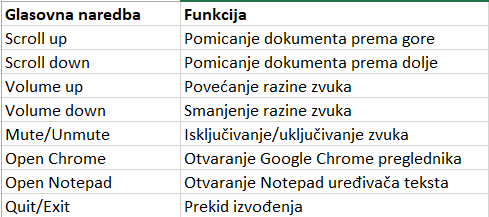 Glasovna naredba Funkcija
Scroll up Pomicanje dokumenta prema gore
Scroll down Pomicanje dokumenta prema dolje
Volume up Povećanje razine zvuka
Volume down Smanjenje razine zvuka
Mute/Unmute Isključivanje/uključivanje zvuka
Open Chrome Otvaranje Google Chrome preglednika
Open Notepad Otvaranje Notepad uređivača teksta
Quit/Exit Prekid izvođenja